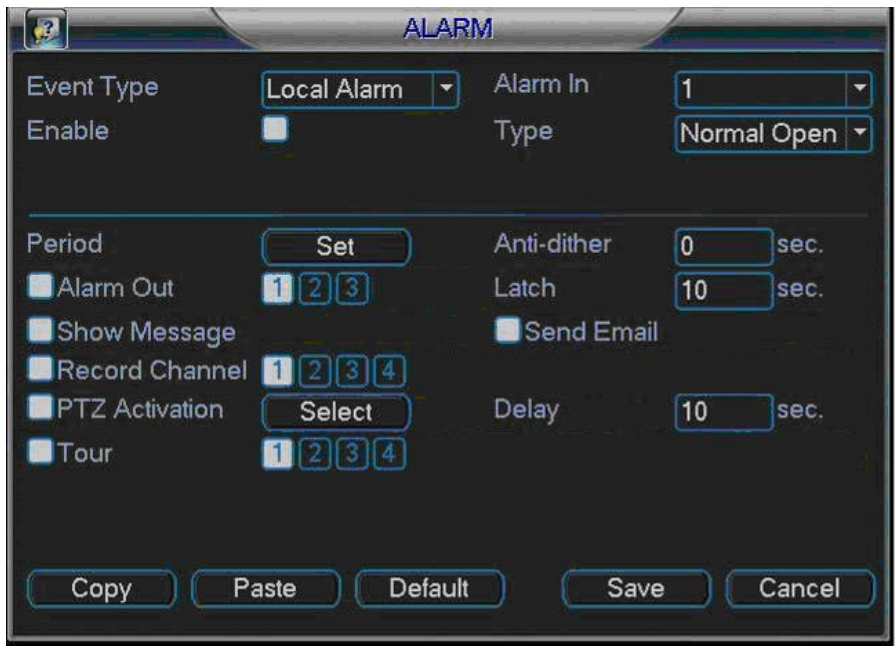 ALARM
Event Type Local Alarm Alarm In 1
Enable Type Normal Open
Period Set Anti-dither 0 sec.
Alarm Out 1 2 3 Latch 10 sec.
Show Message Send Email
Record Channel 1 2 3 4
PTZ Activation Select Delay 10 sec.
Tour 1 2 3 4
Copy Paste Default Save Cancel